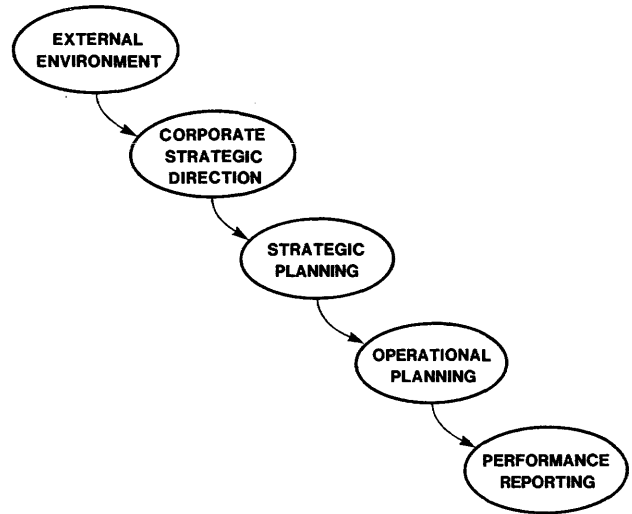 EXTERNAL
ENVIRONMENT
CORPORATE
STRATEGIC
DIRECTION
STRATEGIC
PLANNING
OPERATIONAL
PLANNING
PERFORMANCE
REPORTING